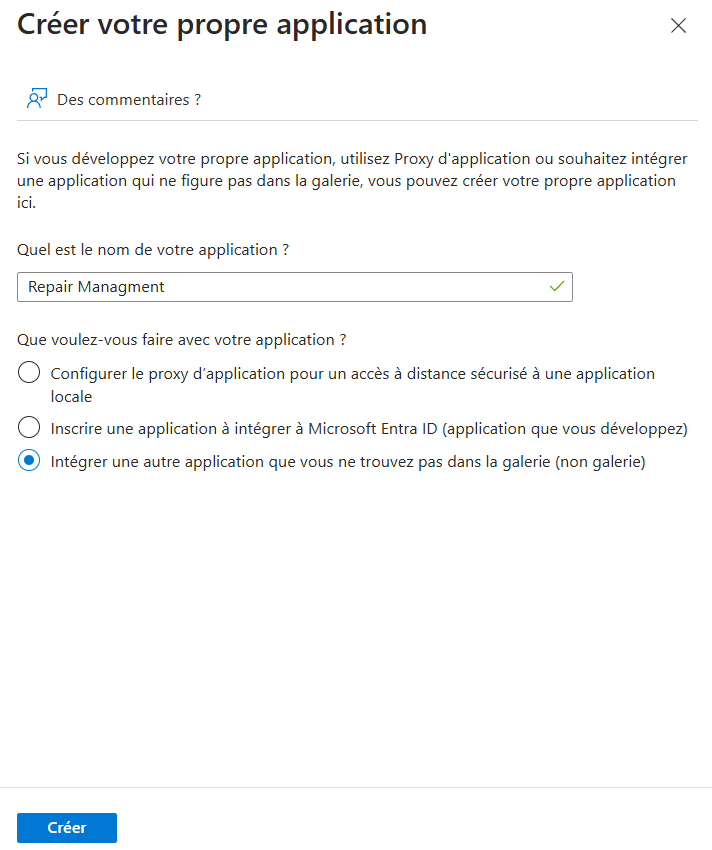 Créer votre propre application
Des commentaires ?
Si vous développez votre propre application, utilisez Proxy d'application ou souhaitez intégrer
une application qui ne figure pas dans la galerie, vous pouvez créer votre propre application
ici.
Quel est le nom de votre application ?
Repair Managment
Que voulez-vous faire avec votre application ?
Configurer le proxy d’application pour un accès à distance sécurisé à une application
locale
Inscrire une application à intégrer à Microsoft Entra ID (application que vous développez)
Intégrer une autre application que vous ne trouvez pas dans la galerie (non galerie)
Créer